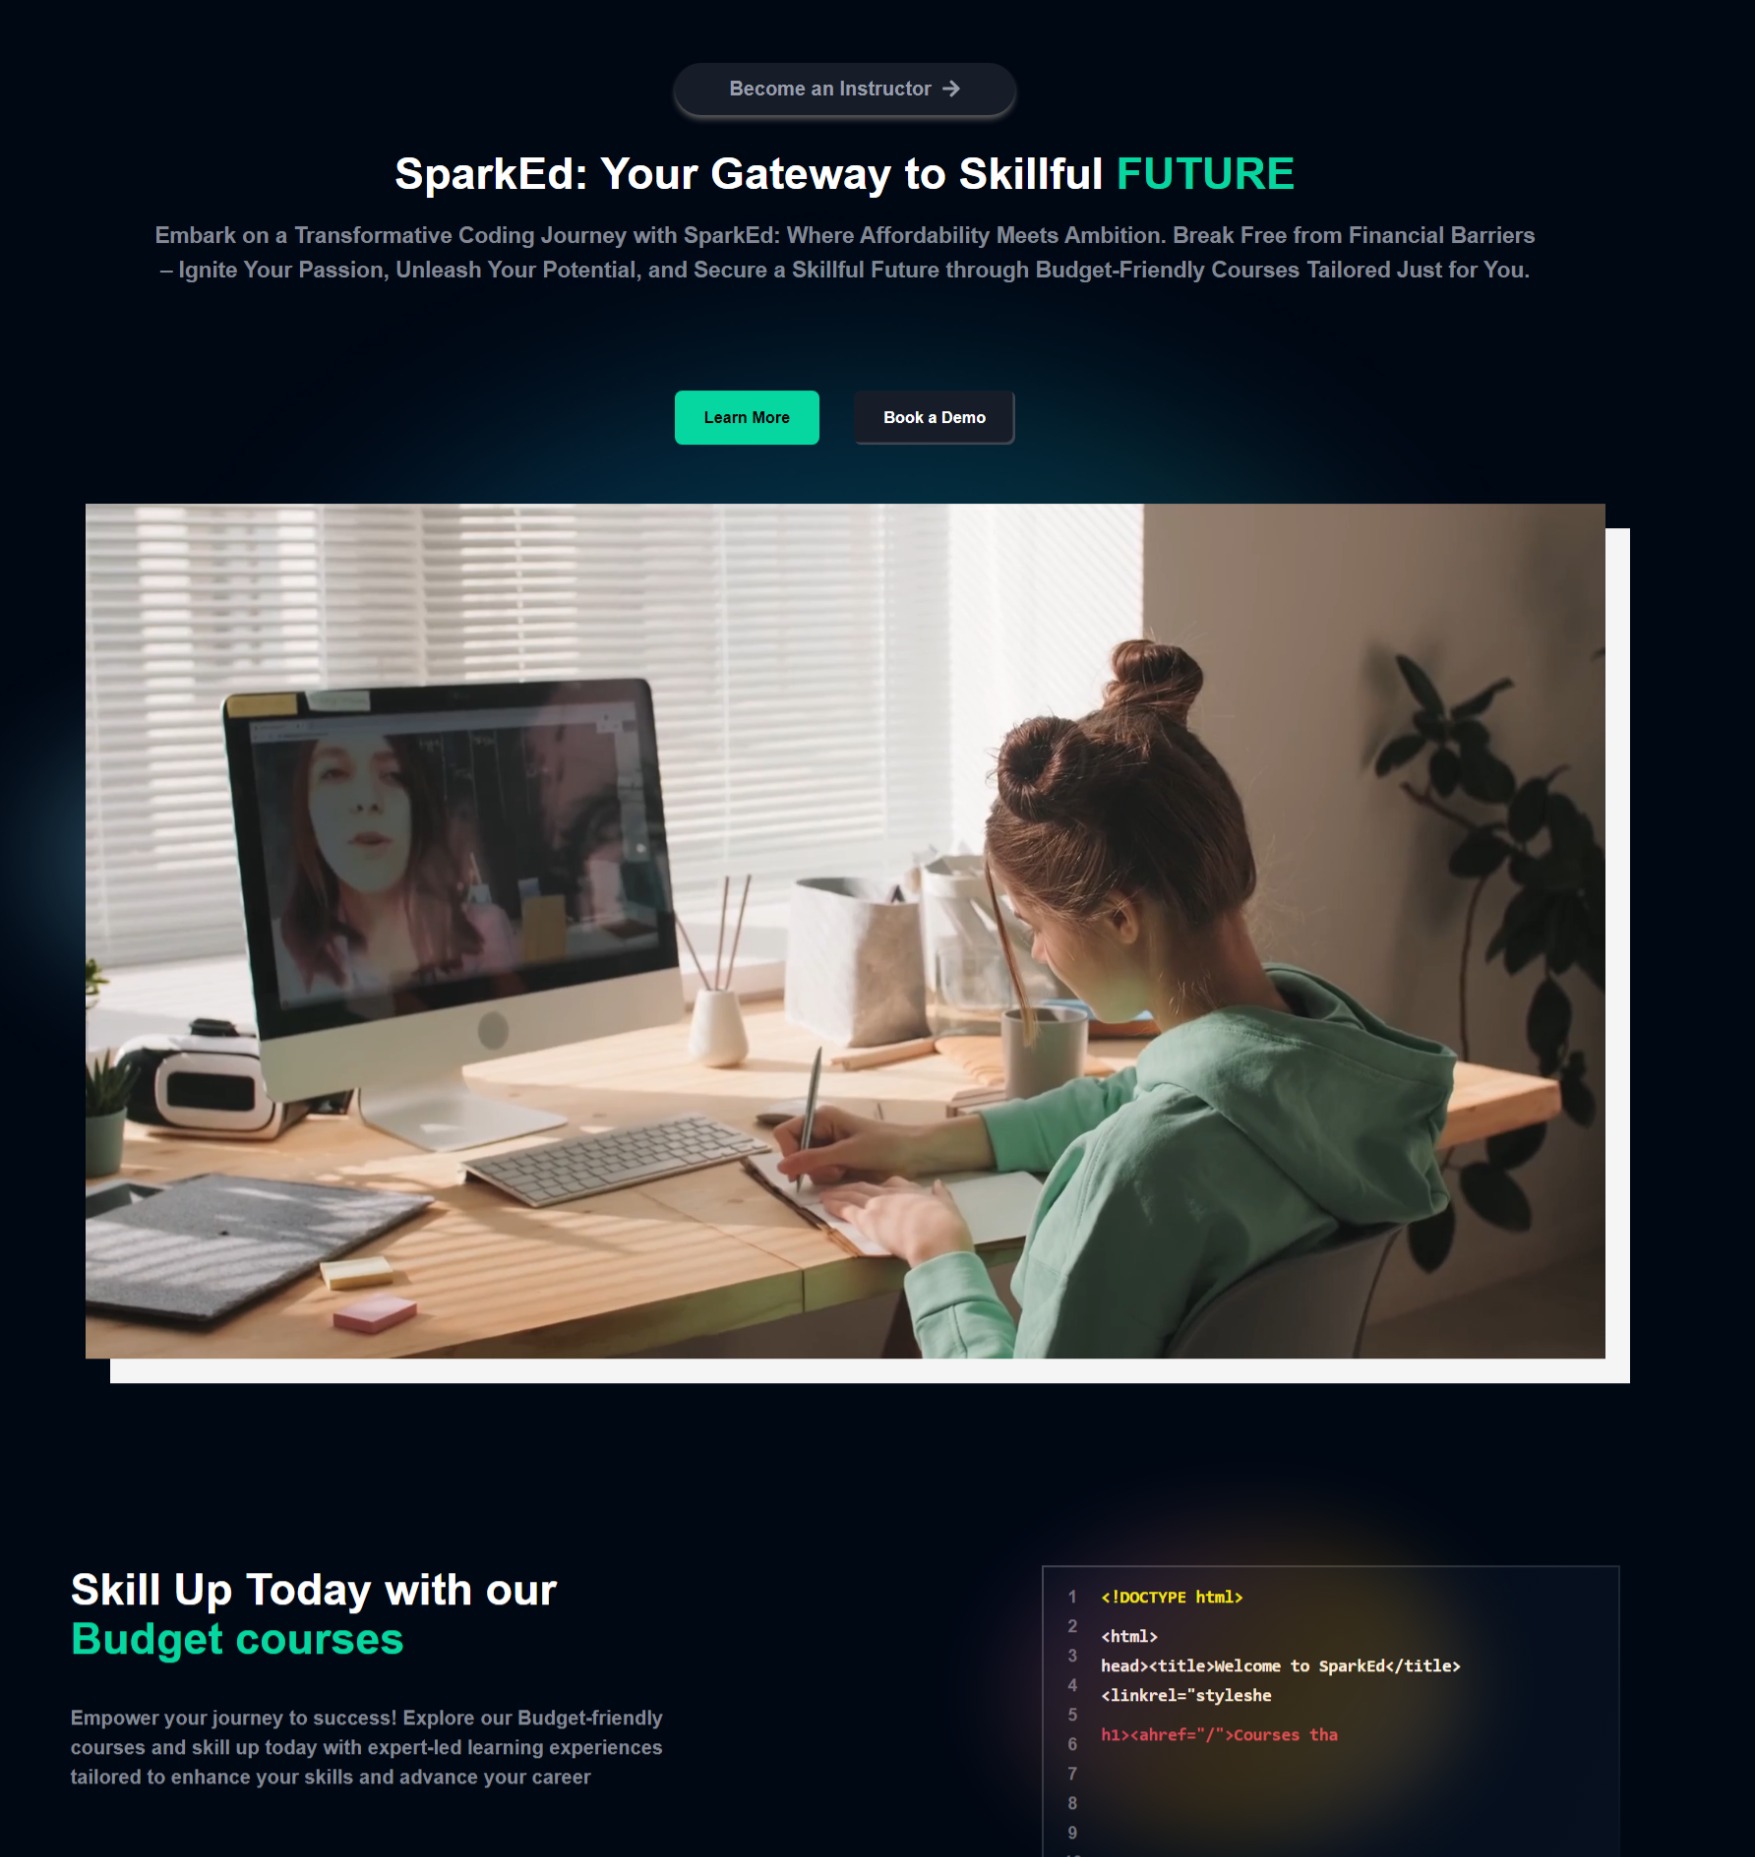 Become an Instructor →
SparkEd: Your Gateway to Skillful FUTURE
Embark on a Transformative Coding Journey with SparkEd: Where Affordability Meets Ambition. Break Free from Financial Barriers
– Ignite Your Passion, Unleash Your Potential, and Secure a Skillful Future through Budget-Friendly Courses Tailored Just for You.
Learn More
Book a Demo
Skill Up Today with our
Budget courses
Empower your journey to success! Explore our Budget-friendly
courses and skill up today with expert-led learning experiences
tailored to enhance your skills and advance your career
1
2
3
4
5
6
7
8
9
<!DOCTYPE html>
<html>
head><title>Welcome to SparkEd</title>
<linkrel="styleshe
h1><ahref="/">Courses tha